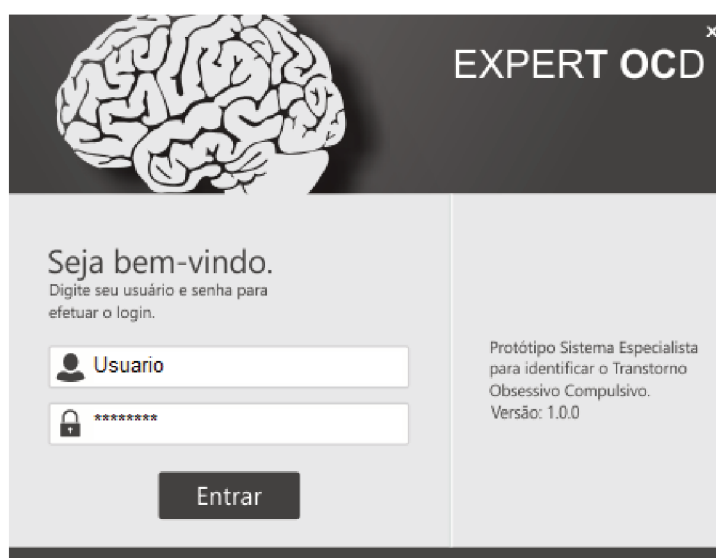 x
EXPERT OCD
Seja bem-vindo.
Digite seu usuário e senha para
efetuar o login.
Usuario
********
Entrar
Protótipo Sistema Especialista
para identificar o Transtorno
Obsessivo Compulsivo.
Versão: 1.0.0